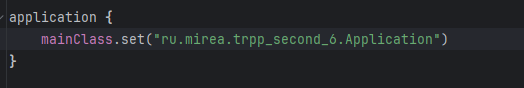 application {
    mainClass.set("ru.mirea.trpp_second_6.Application")
}